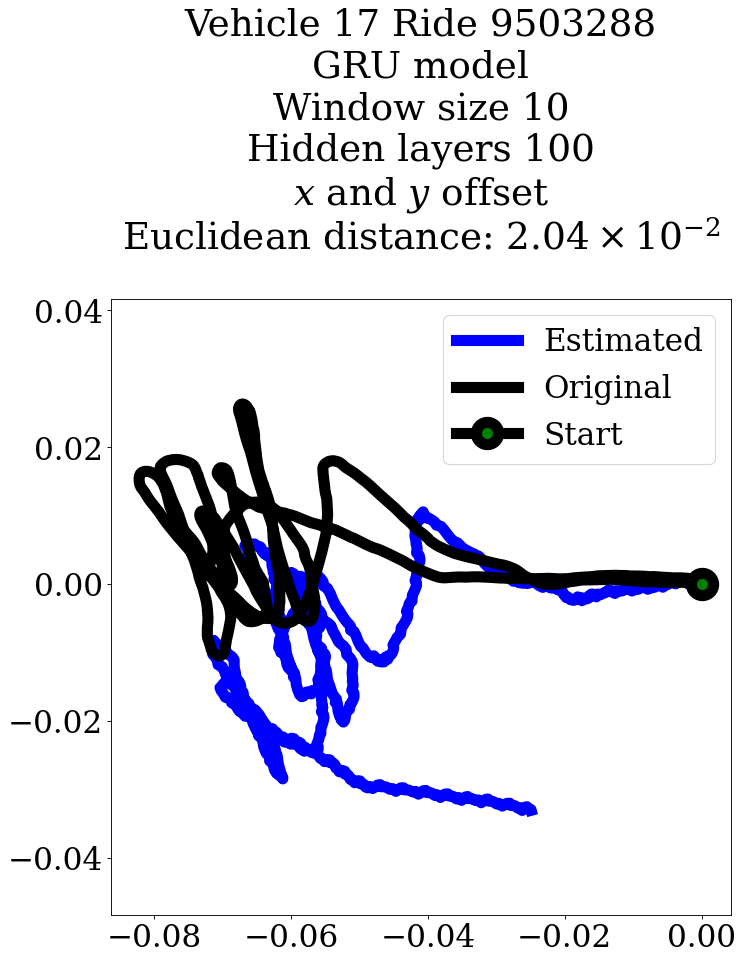 Vehicle 17 Ride 9503288
GRU model
Window size 10
Hidden layers 100
x and y offset
Euclidean distance: 2.04 × 10⁻²
Estimated
Original
Start
0.04
0.02
0.00
−0.02
−0.04
−0.08 −0.06 −0.04 −0.02 0.00